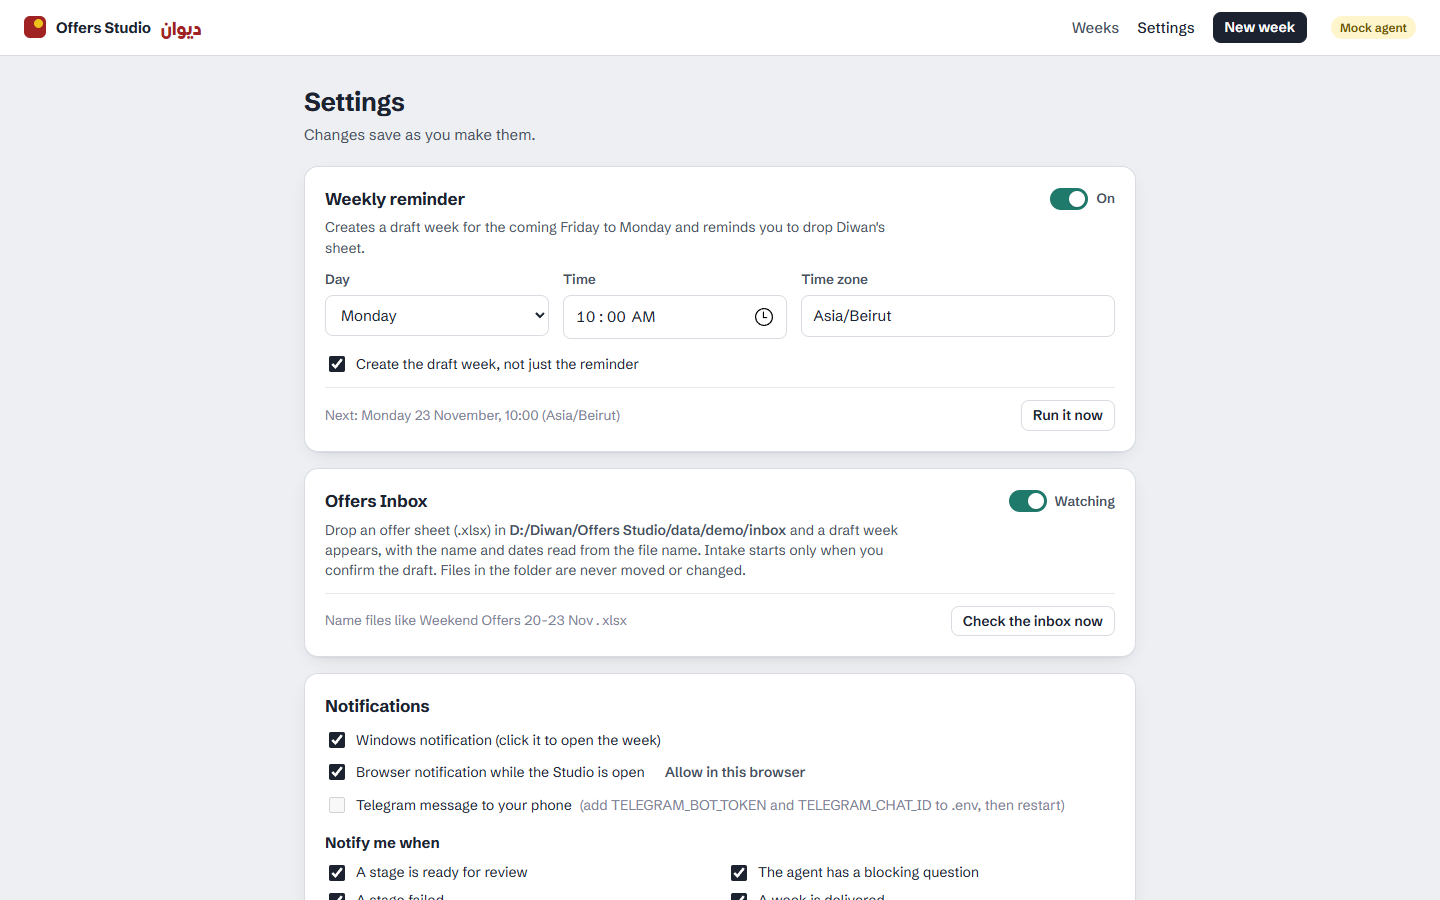 Offers Studio ديوان
Weeks Settings New week Mock agent
Settings
Changes save as you make them.
Weekly reminder
On
Creates a draft week for the coming Friday to Monday and reminds you to drop Diwan's
sheet.
Day Time Time zone
Monday 10:00 AM Asia/Beirut
Create the draft week, not just the reminder
Next: Monday 23 November, 10:00 (Asia/Beirut) Run it now
Offers Inbox
Watching
Drop an offer sheet (.xlsx) in D:/Diwan/Offers Studio/data/demo/inbox and a draft week
appears, with the name and dates read from the file name. Intake starts only when you
confirm the draft. Files in the folder are never moved or changed.
Name files like Weekend Offers 20-23 Nov.xlsx Check the inbox now
Notifications
Windows notification (click it to open the week)
Browser notification while the Studio is open Allow in this browser
Telegram message to your phone (add TELEGRAM_BOT_TOKEN and TELEGRAM_CHAT_ID to .env, then restart)
Notify me when
A stage is ready for review The agent has a blocking question
A stage failed A week is delivered